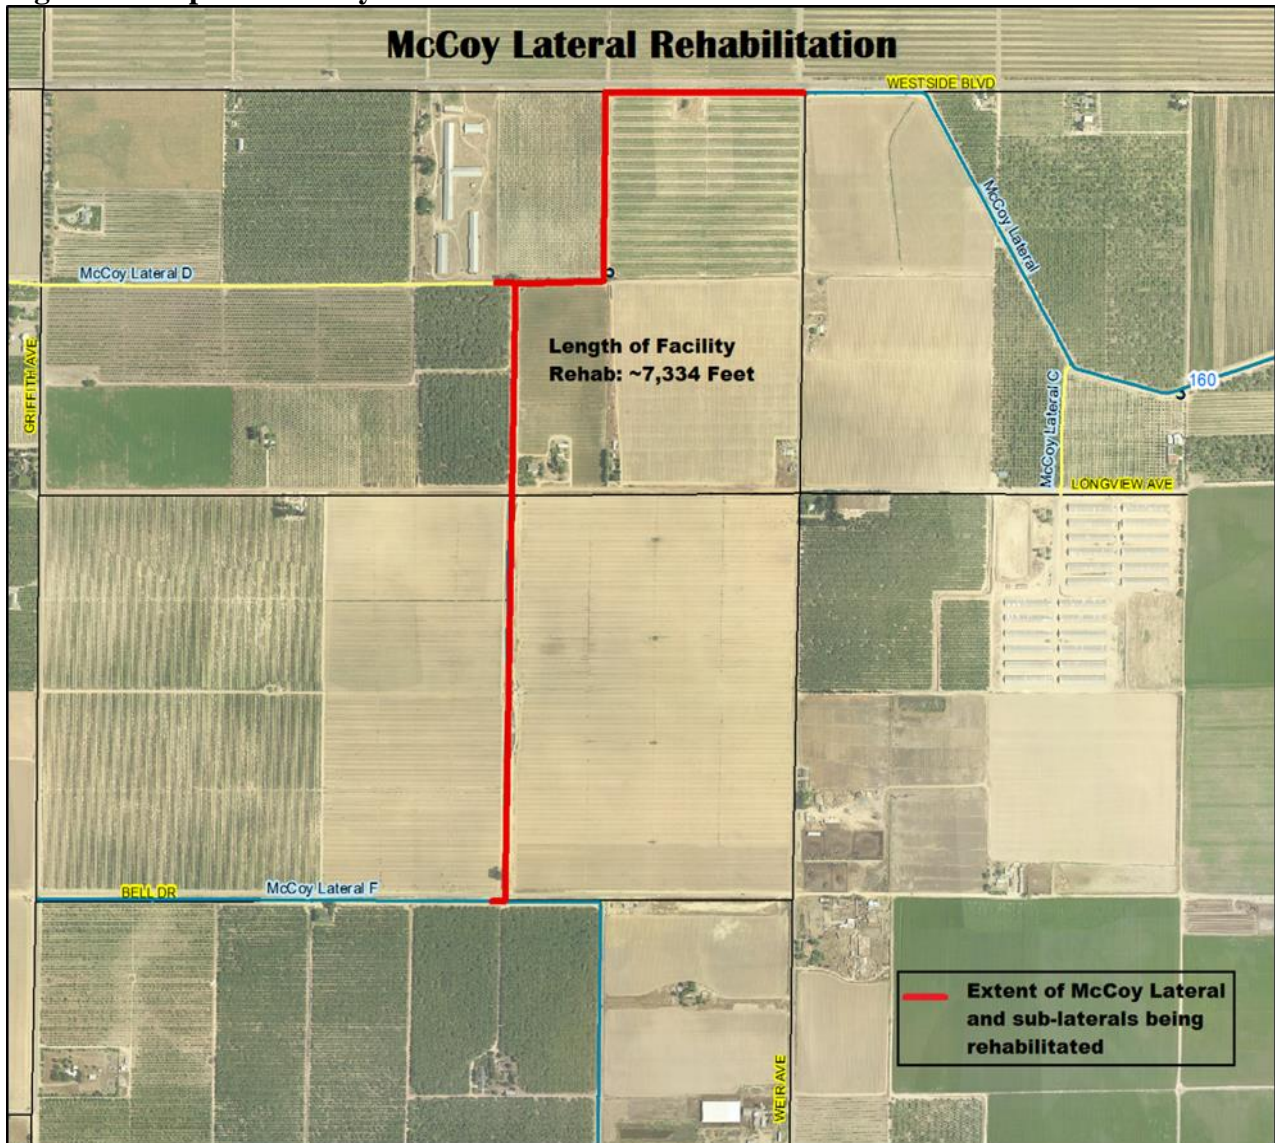 McCoy Lateral Rehabilitation
WESTSIDE BLVD
McCoy Lateral
McCoy Lateral D
GRIFFITH AVE
Length of Facility
Rehab: ~7,334 Feet
160
McCoy Lateral C
LONGVIEW AVE
BELL DR
McCoy Lateral F
Extent of McCoy Lateral
and sub-laterals being
rehabilitated
WEIR AVE